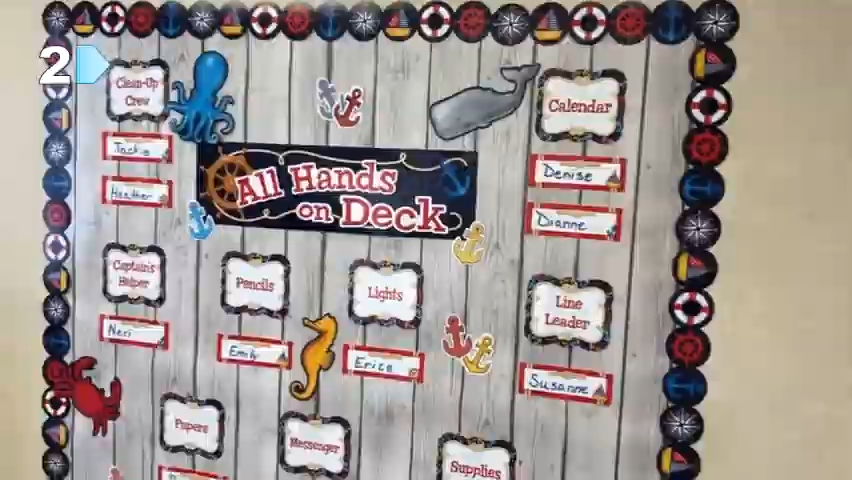 2
Clean-Up
Crew
Heather
All Hands
on Deck
Calendar
Denise
Dianne
Captain's
Helper
Neri
Pencils
Emily
Lights
Erica
Line
Leader
Susanne
Papers
Messenger
Supplies